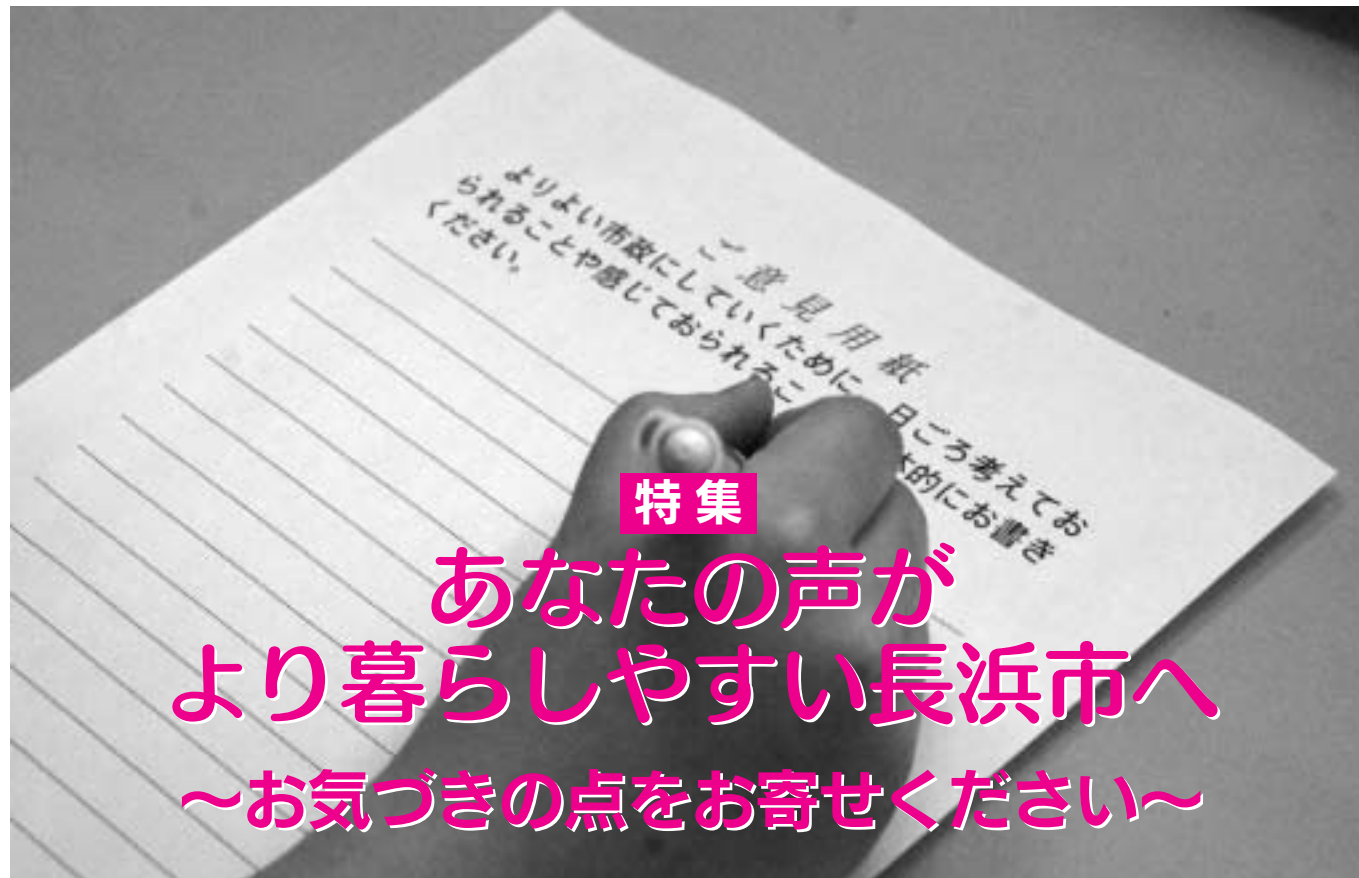 ご意見用紙
よりよい市政にしていくために 日ごろ考えてお
られることや感じておられるこ 体的にお書き
ください。
特集
あなたの声が
より暮らしやすい長浜市へ
～お気づきの点をお寄せください～